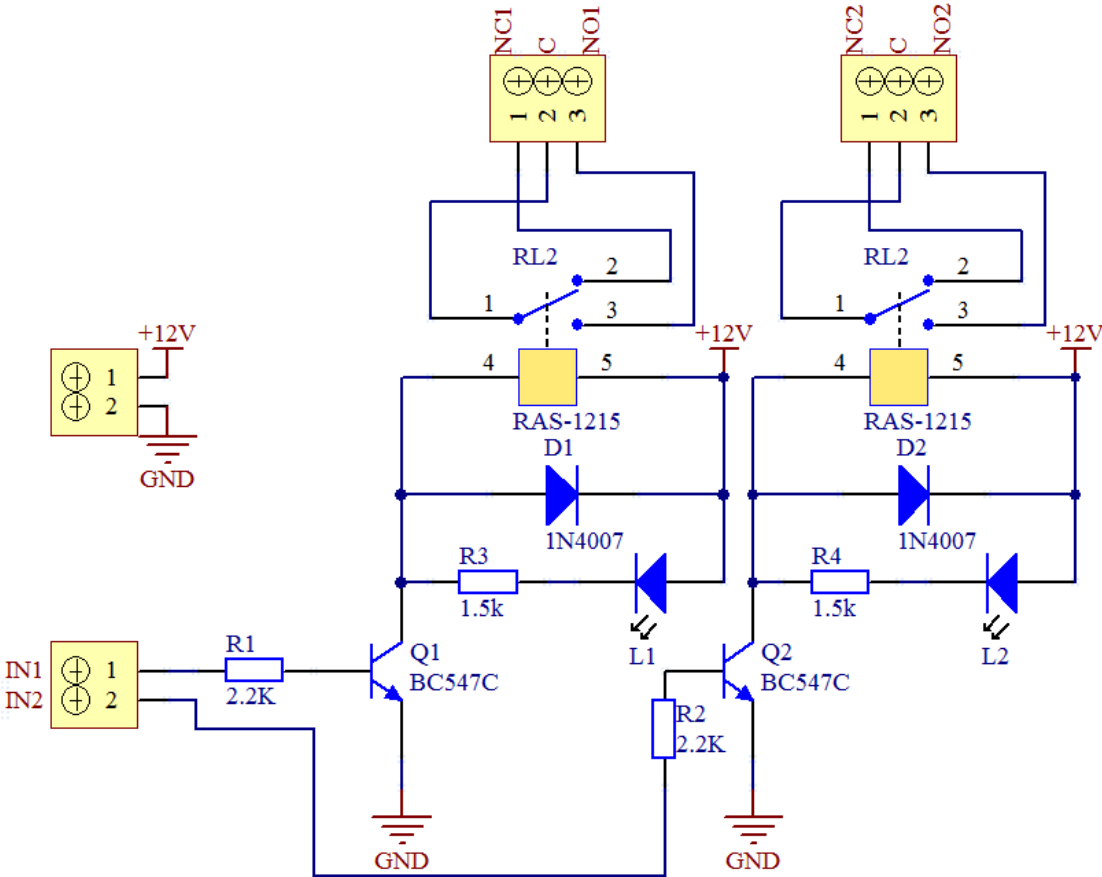 NC1 C NO1
NC2 C NO2
1 2 3
1 2 3
RL2
2
1
3
RL2
2
1
3
+12V
+12V
+12V
1
2
GND
4 5
RAS-1215
4 5
RAS-1215
D1
1N4007
D2
1N4007
R3
1.5k
L1
R4
1.5k
L2
IN1 1
IN2 2
R1
2.2K
Q1
BC547C
R2
2.2K
Q2
BC547C
GND
GND